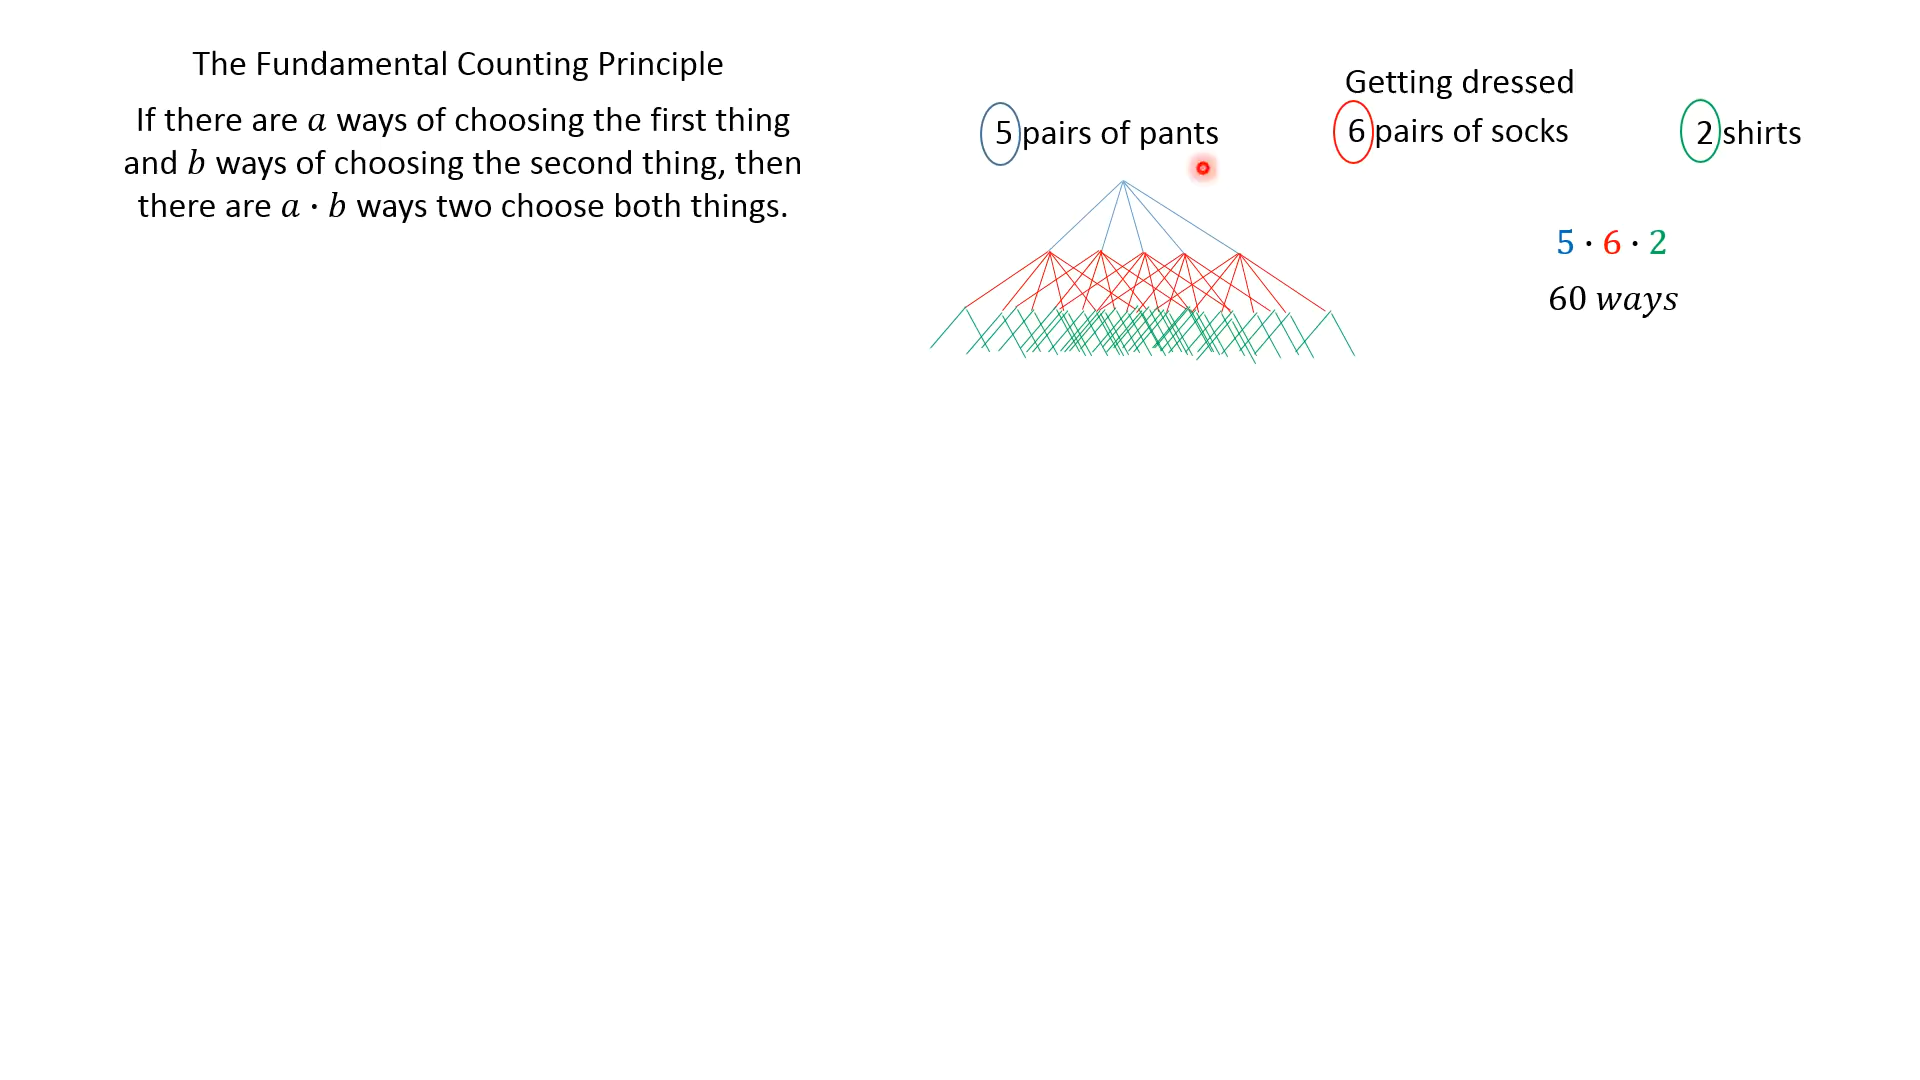 The Fundamental Counting Principle
If there are a ways of choosing the first thing
and b ways of choosing the second thing, then
there are a · b ways two choose both things.
Getting dressed
5 pairs of pants
6 pairs of socks
2 shirts
5 · 6 · 2
60 ways